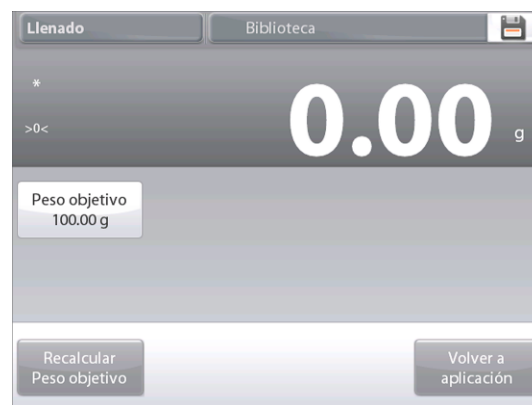 Llenado
Biblioteca
*
>0<
0.00 g
Peso objetivo
100.00 g
Recalcular
Peso objetivo
Volver a
aplicación